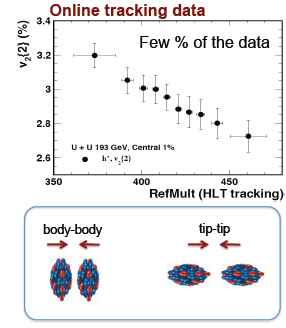 Online tracking data
3.4
3.2
3
2.8
2.6
v₂{2} (%)
Few % of the data
U + U 193 GeV, Central 1%
h⁺, v₂{2}
350
400
450
RefMult (HLT tracking)
body-body
tip-tip